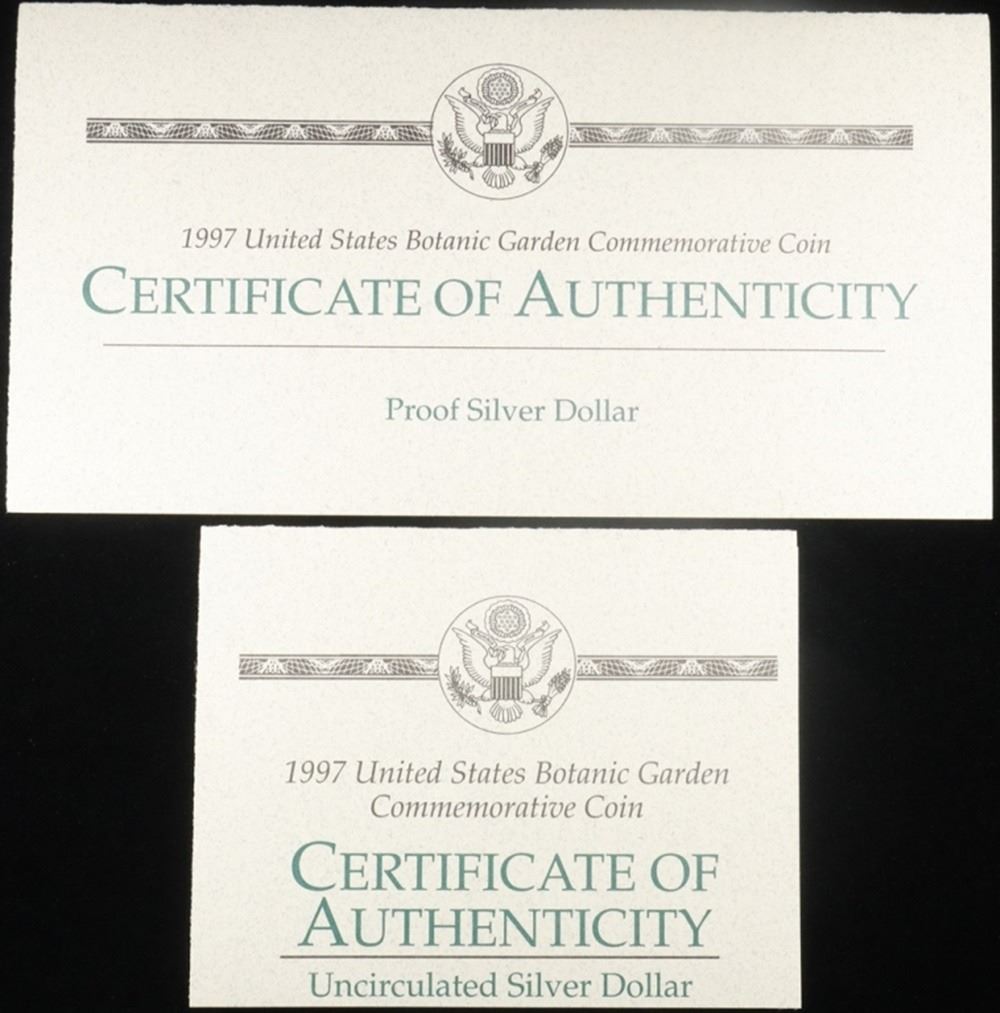 1997 United States Botanic Garden Commemorative Coin
CERTIFICATE OF AUTHENTICITY
Proof Silver Dollar
1997 United States Botanic Garden
Commemorative Coin
CERTIFICATE OF
AUTHENTICITY
Uncirculated Silver Dollar